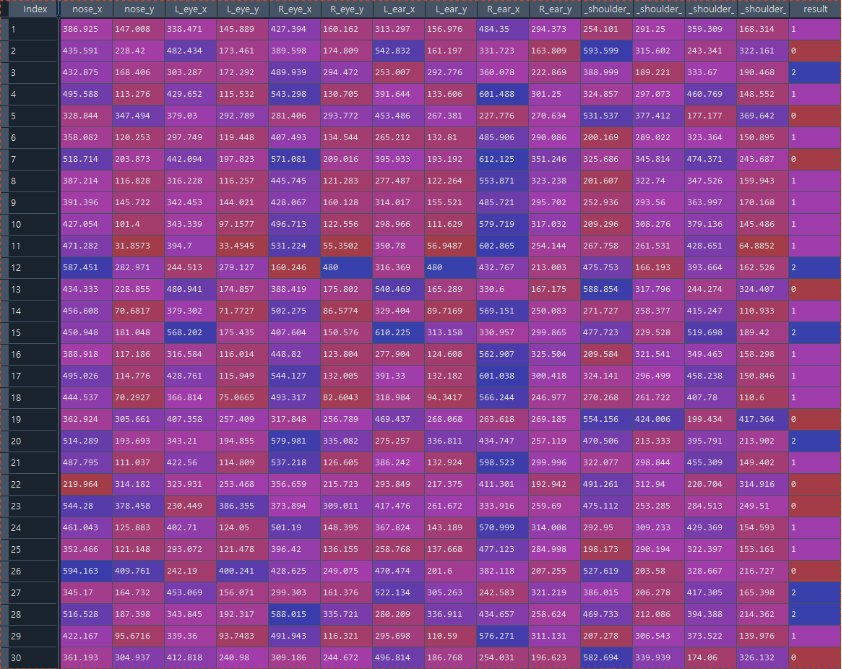 Index nose_x nose_y L_eye_x L_eye_y R_eye_x R_eye_y L_ear_x L_ear_y R_ear_x R_ear_y _shoulder_ _shoulder_ _shoulder_ _shoulder_ result
1 386.925 147.008 338.471 145.889 427.394 160.162 313.297 156.976 484.35 294.373 254.101 291.25 359.309 168.314 1
2 435.591 228.42 482.434 173.461 389.598 174.809 542.832 161.197 331.723 163.809 593.599 315.602 243.341 322.161 0
3 432.875 168.406 303.287 172.292 489.939 294.472 253.007 292.776 360.078 222.869 388.999 189.221 333.67 190.468 2
4 495.588 113.276 429.652 115.532 543.298 130.705 391.644 133.606 601.488 301.25 324.857 297.073 460.769 148.552 1
5 328.844 347.494 379.03 292.789 281.406 293.772 453.486 267.381 227.776 270.634 531.537 377.412 177.177 369.642 0
6 358.082 120.253 297.749 119.448 407.493 134.544 265.212 132.81 485.906 290.086 200.169 289.022 323.364 150.895 1
7 518.714 203.873 442.094 197.823 571.081 209.016 395.933 193.192 612.125 351.246 325.686 345.814 474.371 243.687 0
8 387.214 116.828 316.228 116.257 445.745 121.283 277.487 122.264 553.871 323.238 201.607 322.74 347.526 159.943 1
9 391.396 145.722 342.453 144.021 428.067 160.128 314.017 155.521 485.721 295.702 252.936 293.56 363.997 170.168 1
10 427.054 101.4 343.339 97.1577 496.713 122.556 298.966 111.629 579.719 317.032 209.296 308.276 379.136 145.486 1
11 471.282 31.8573 394.7 33.4545 531.224 55.3502 350.78 56.9487 602.865 254.144 267.758 261.531 428.651 64.8852 1
12 587.451 282.971 244.513 279.127 160.246 480 316.369 480 432.767 213.003 475.753 166.193 393.664 162.526 2
13 434.333 228.855 480.941 174.857 388.419 175.802 540.469 165.289 330.6 167.175 588.854 317.796 244.274 324.407 0
14 456.608 70.6817 379.302 71.7727 502.275 86.5774 329.404 89.7169 569.151 250.083 271.727 258.377 415.247 110.933 1
15 450.948 181.048 568.202 175.435 407.604 150.576 610.225 313.158 330.957 299.865 477.723 229.528 519.698 189.42 2
16 388.918 117.186 316.584 116.014 448.82 123.804 277.904 124.608 562.907 325.504 209.584 321.541 349.463 158.298 1
17 495.026 114.776 428.761 115.949 544.127 132.005 391.33 132.182 601.038 300.418 324.141 296.499 458.238 150.846 1
18 444.537 70.2927 366.814 75.0665 493.317 82.6043 318.984 94.3417 566.244 246.977 270.268 261.722 407.78 110.6 1
19 362.924 305.661 407.358 257.409 317.848 256.789 469.437 268.068 263.618 269.185 554.156 424.006 199.434 417.364 0
20 514.289 193.693 343.21 194.855 579.981 335.082 275.257 336.811 434.747 257.119 470.506 213.333 395.791 213.902 2
21 487.795 111.037 422.56 114.809 537.218 126.605 386.242 132.924 598.523 299.996 322.077 298.844 455.309 149.402 1
22 219.964 314.182 323.931 253.468 356.659 215.723 293.849 217.375 411.301 192.942 491.261 312.94 220.704 314.916 0
23 544.28 378.458 230.449 386.355 373.894 309.011 417.476 261.672 333.916 259.69 475.112 253.285 284.513 249.51 0
24 461.043 125.883 402.71 124.05 501.19 148.395 367.824 143.189 570.999 314.008 292.95 309.233 429.369 154.593 1
25 352.466 121.148 293.072 121.478 396.42 136.155 258.768 137.668 477.123 284.998 198.173 290.194 322.397 153.161 1
26 594.163 409.761 242.19 400.241 428.625 249.075 470.474 201.6 382.118 207.255 527.619 203.58 328.667 216.727 0
27 345.17 164.732 453.069 156.071 299.303 161.376 522.134 305.263 242.583 321.219 386.015 206.278 417.305 165.398 2
28 516.528 187.398 343.845 192.317 588.015 335.721 280.209 336.911 434.657 258.624 469.733 212.086 394.388 214.362 2
29 422.167 95.6716 339.36 93.7483 491.943 116.321 295.698 110.59 576.271 311.131 207.278 306.543 373.522 139.976 1
30 361.193 304.937 412.818 240.98 309.186 244.672 496.814 186.768 254.031 196.623 582.694 339.939 174.06 326.132 0